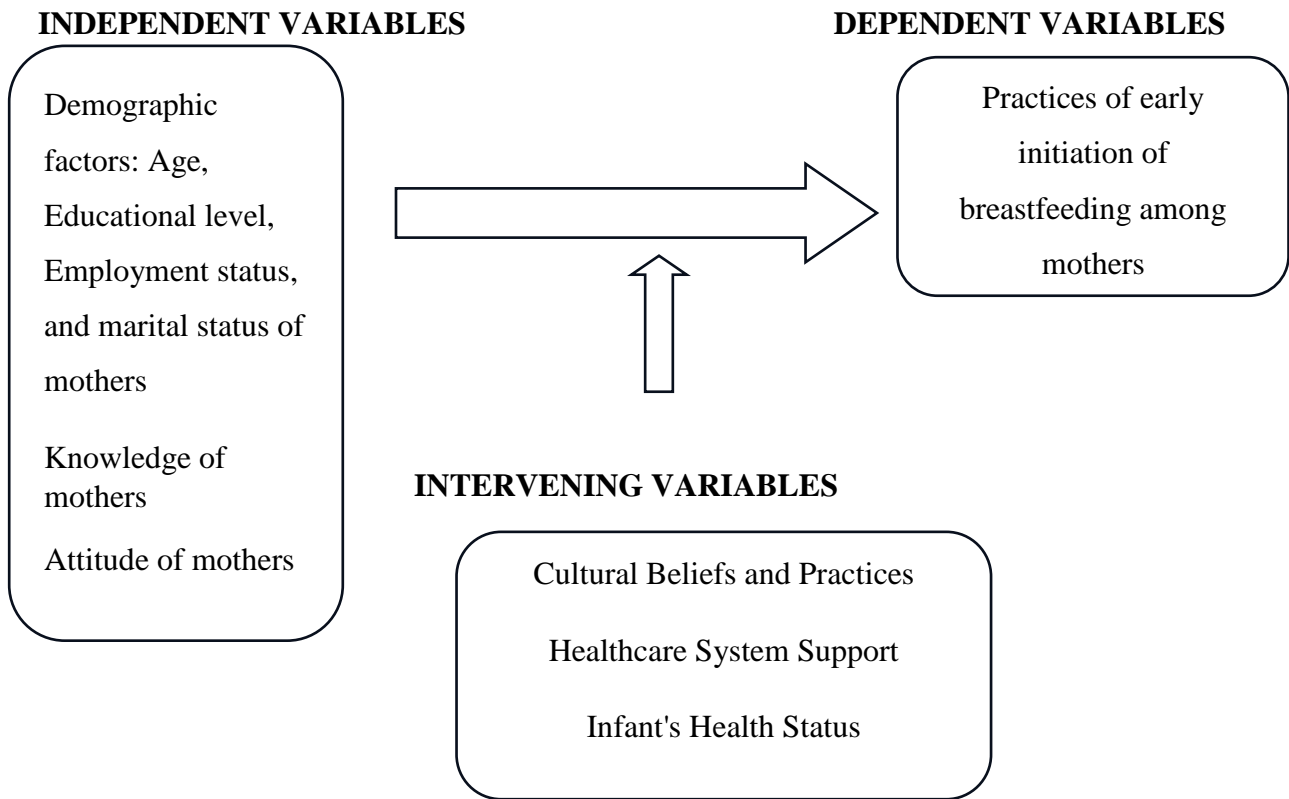 INDEPENDENT VARIABLES
Demographic
factors: Age,
Educational level,
Employment status,
and marital status of
mothers
Knowledge of
mothers
Attitude of mothers
DEPENDENT VARIABLES
Practices of early
initiation of
breastfeeding among
mothers
INTERVENING VARIABLES
Cultural Beliefs and Practices
Healthcare System Support
Infant's Health Status